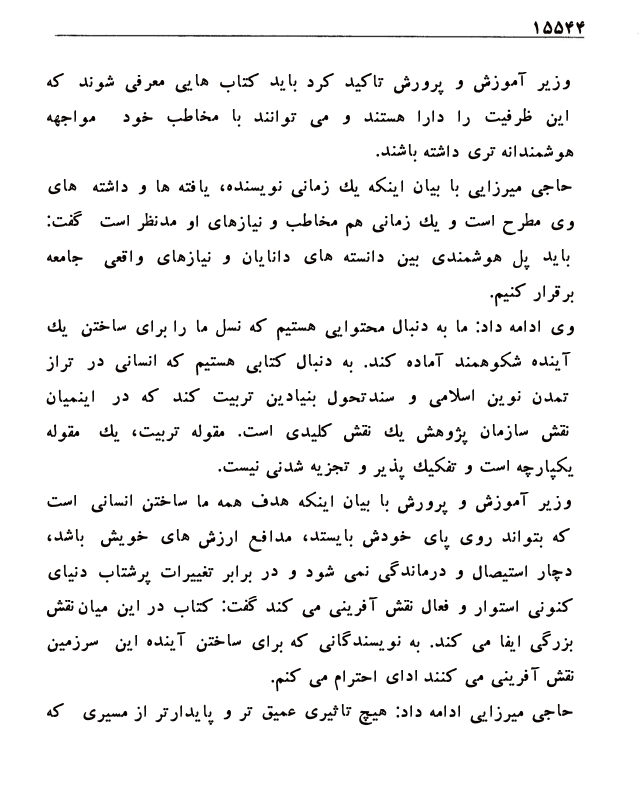 ۱۵۵۴۴
وزیر آموزش و پرورش تاکید کرد باید کتاب هایی معرفی شوند که
این ظرفیت را دارا هستند و می توانند با مخاطب خود مواجهه
هوشمندانه تری داشته باشند.
حاجی میرزایی با بیان اینکه یك زمانی نویسنده، یافته ها و داشته های
وی مطرح است و یك زمانی هم مخاطب و نیازهای او مدنظر است گفت:
باید پل هوشمندی بین دانسته های دانایان و نیازهای واقعی جامعه
برقرار کنیم.
وی ادامه داد: ما به دنبال محتوایی هستیم که نسل ما را برای ساختن یك
آینده شکوهمند آماده کند. به دنبال کتابی هستیم که انسانی در تراز
تمدن نوین اسلامی و سندتحول بنیادین تربیت کند که در اینمیان
نقش سازمان پژوهش یك نقش کلیدی است. مقوله تربیت، یك مقوله
یکپارچه است و تفکیك پذیر و تجزیه شدنی نیست.
وزیر آموزش و پرورش با بیان اینکه هدف همه ما ساختن انسانی است
که بتواند روی پای خودش بایستد، مدافع ارزش های خویش باشد،
دچار استیصال و درماندگی نمی شود و در برابر تغییرات پرشتاب دنیای
کنونی استوار و فعال نقش آفرینی می کند گفت: کتاب در این میان نقش
بزرگی ایفا می کند. به نویسندگانی که برای ساختن آینده این سرزمین
نقش آفرینی می کنند ادای احترام می کنم.
حاجی میرزایی ادامه داد: هیچ تاثیری عمیق تر و پایدارتر از مسیری که